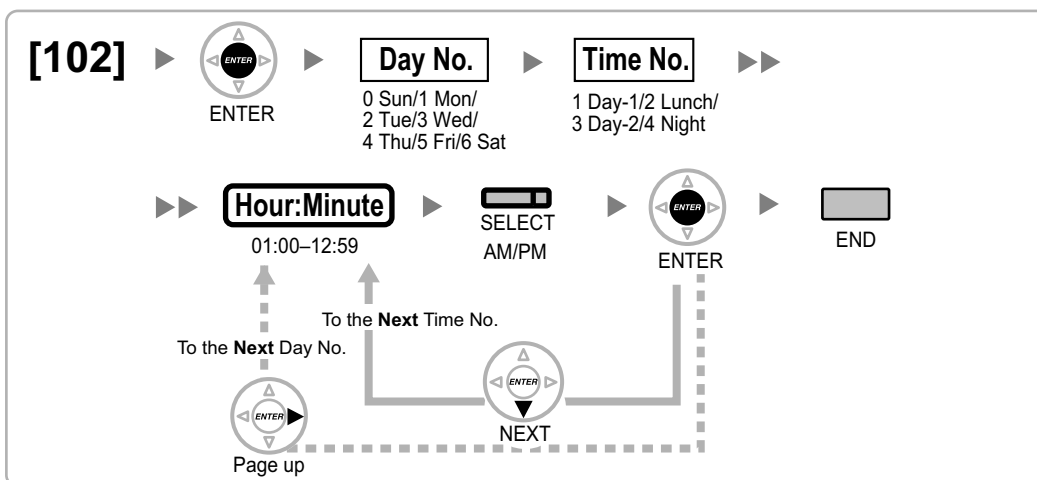 [102]
ENTER
ENTER
Day No.
0 Sun/1 Mon/
2 Tue/3 Wed/
4 Thu/5 Fri/6 Sat
Time No.
1 Day-1/2 Lunch/
3 Day-2/4 Night
Hour:Minute
01:00–12:59
SELECT
AM/PM
ENTER
ENTER
END
To the Next Time No.
To the Next Day No.
ENTER
NEXT
ENTER
Page up